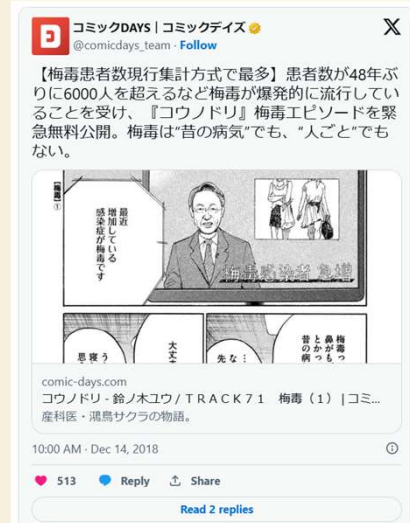 コミックDAYS｜コミックデイズ
@comicdays_team · Follow
【梅毒患者数現行集計方式で最多】患者数が48年ぶ
りに6000人を超えるなど梅毒が爆発的に流行してい
ることを受け、『コウノドリ』梅毒エピソードを緊
急無料公開。梅毒は“昔の病気”でも、“人ごと”でも
ない。
【梅毒】①
最近
増加している
感染症が梅毒です
梅毒感染者 急増
梅毒っ
鼻がも
とかっ
昔の病
な…
先
大丈
う
寝
思
comic-days.com
コウノドリ - 鈴ノ木ユウ / ＴＲＡＣＫ７１　梅毒（１） | コミ...
産科医・鴻鳥サクラの物語。
10:00 AM · Dec 14, 2018
513
Reply
Share
Read 2 replies